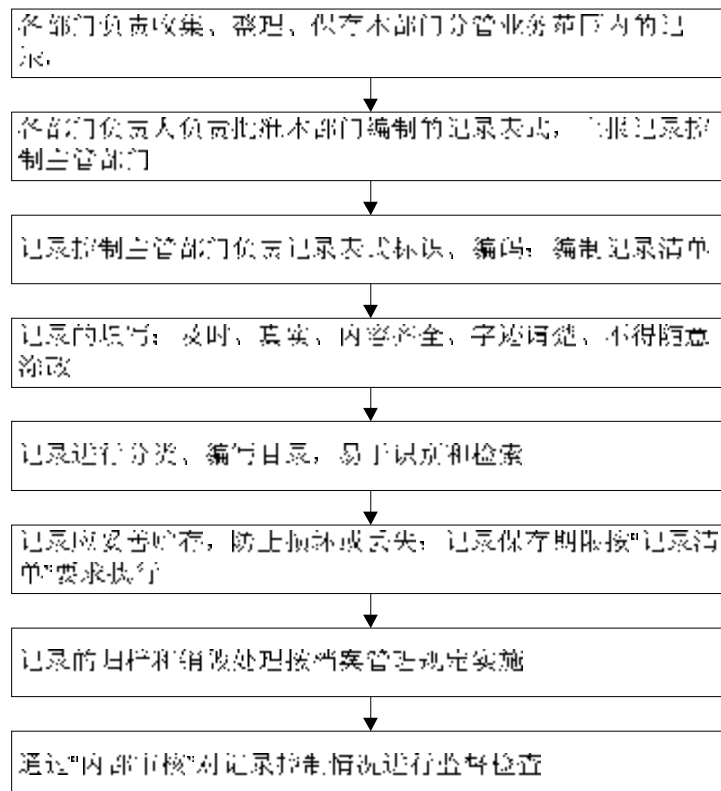 各部门负责收集、整理、保存本部门分管业务范围内的记
录。
各部门负责人负责批准本部门编制的记录表式，上报记录控
制主管部门
记录控制主管部门负责记录表式标识、编码；编制记录清单
记录的填写：及时、真实、内容齐全、字迹清楚、不得随意
涂改
记录进行分类、编写目录，易于识别和检索
记录应妥善贮存，防止损坏或丢失；记录保存期限按“记录清
单”要求执行
记录的归档和销毁处理按档案管理规定实施
通过“内部审核”对记录控制情况进行监督检查